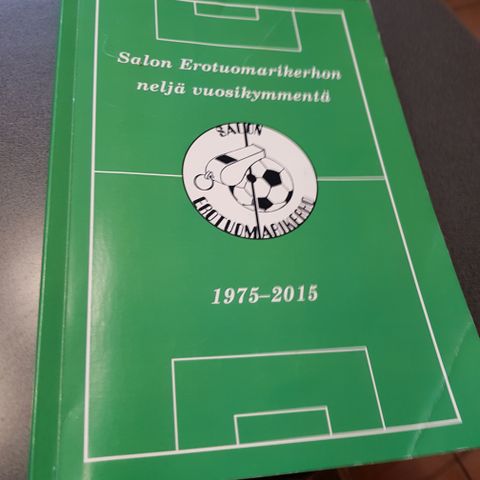 Salon Erotuomarikerhon
neljä vuosikymmentä
SALON
EROTUOMARIKERHO
1975–2015